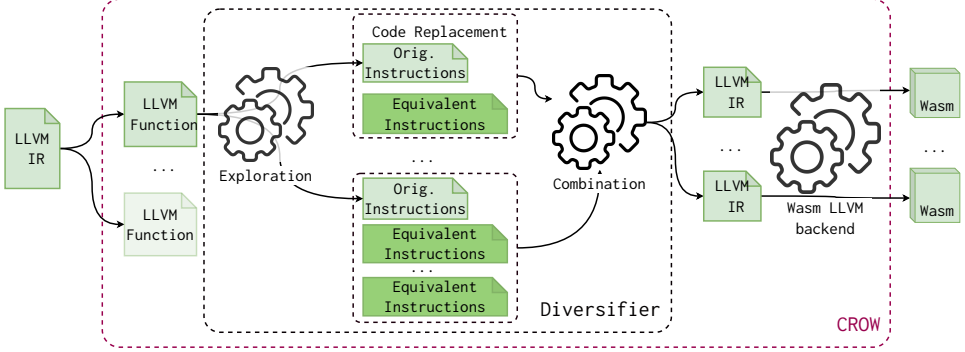 LLVM
IR
LLVM
Function
...
LLVM
Function
Exploration
Code Replacement
Orig.
Instructions
Equivalent
Instructions
...
Orig.
Instructions
Equivalent
Instructions
...
Equivalent
Instructions
Combination
Diversifier
LLVM
IR
...
LLVM
IR
Wasm LLVM
backend
CROW
Wasm
...
Wasm